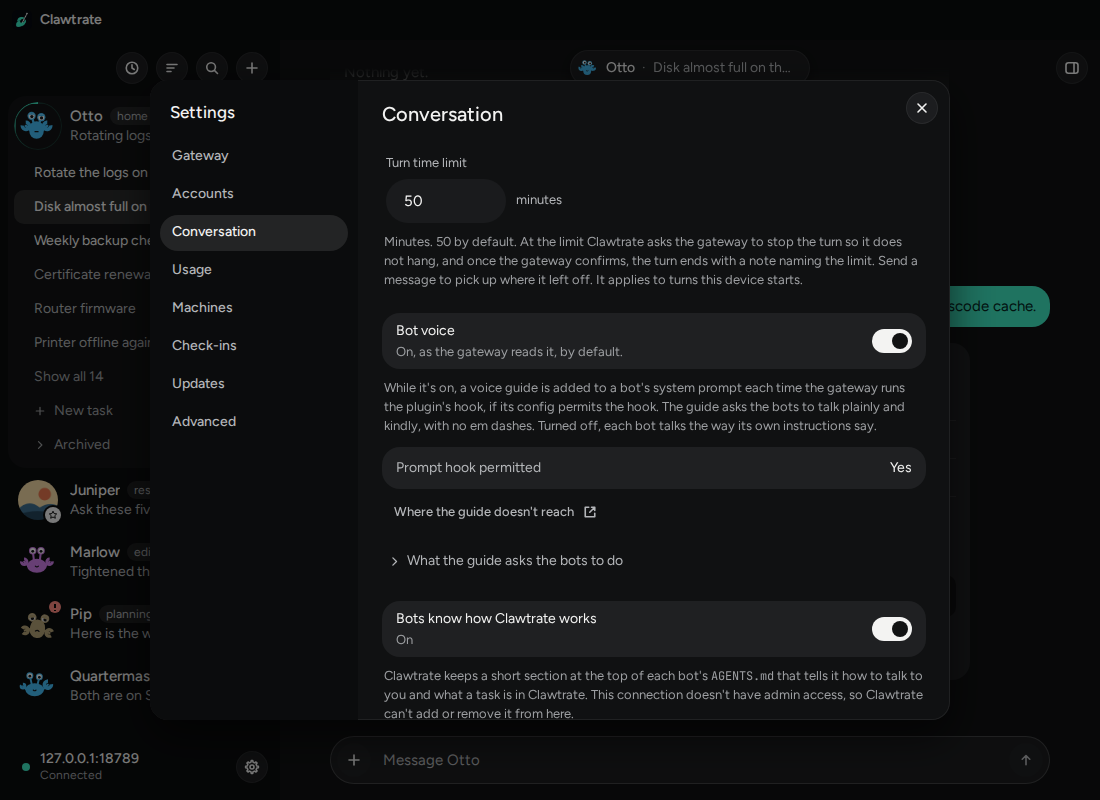 Clawtrate
Nothing yet.
Otto · Disk almost full on th...
Otto home
Rotating logs
Rotate the logs on
Disk almost full on
Weekly backup che
Certificate renewa
Router firmware
Printer offline again
Show all 14
+ New task
> Archived
Juniper res
Ask these five
Marlow edi
Tightened th
Pip planning
Here is the w
Quartermas
Both are on S
127.0.0.1:18789
Connected
Settings
Gateway
Accounts
Conversation
Usage
Machines
Check-ins
Updates
Advanced
Conversation
Turn time limit
50 minutes
Minutes. 50 by default. At the limit Clawtrate asks the gateway to stop the turn so it does
not hang, and once the gateway confirms, the turn ends with a note naming the limit. Send a
message to pick up where it left off. It applies to turns this device starts.
Bot voice
On, as the gateway reads it, by default.
While it's on, a voice guide is added to a bot's system prompt each time the gateway runs
the plugin's hook, if its config permits the hook. The guide asks the bots to talk plainly and
kindly, with no em dashes. Turned off, each bot talks the way its own instructions say.
Prompt hook permitted Yes
Where the guide doesn't reach
What the guide asks the bots to do
Bots know how Clawtrate works
On
Clawtrate keeps a short section at the top of each bot's AGENTS.md that tells it how to talk to
you and what a task is in Clawtrate. This connection doesn't have admin access, so Clawtrate
can't add or remove it from here.
scode cache.
Message Otto